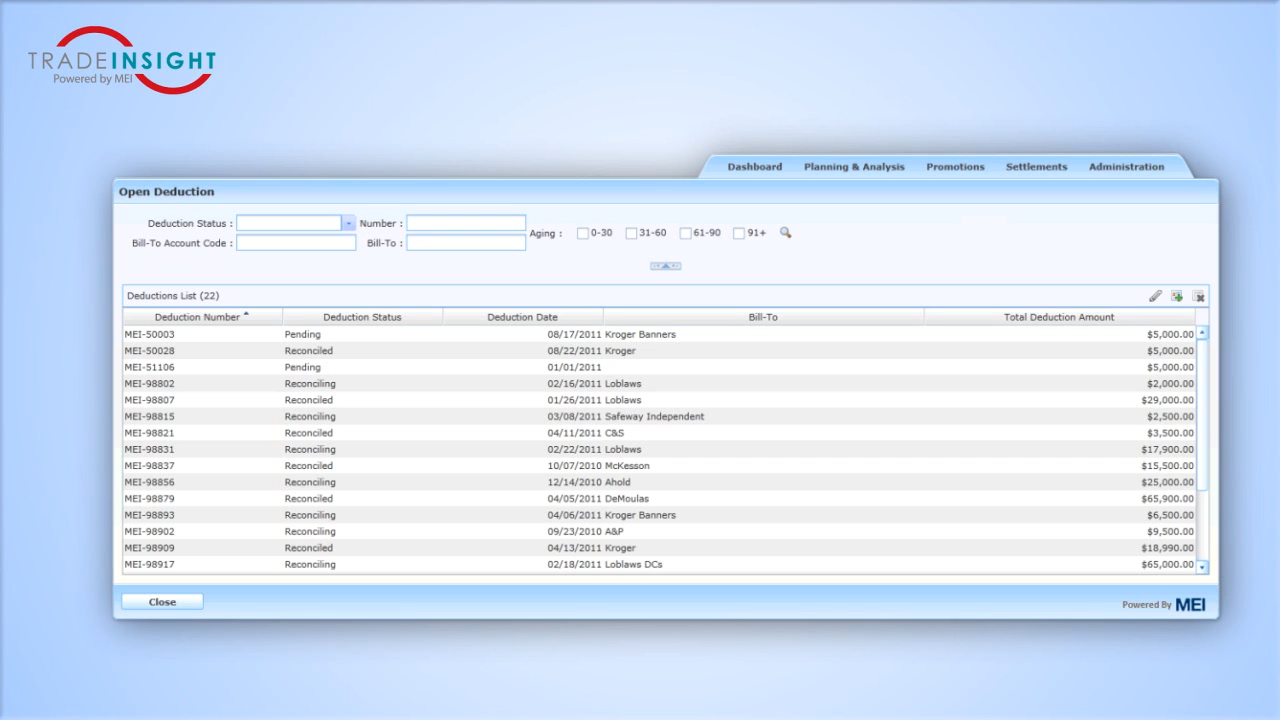 TRADEINSIGHT
Powered by MEI
Dashboard Planning & Analysis Promotions Settlements Administration
Open Deduction
Deduction Status : Number :
Aging : 0-30 31-60 61-90 91+
Bill-To Account Code : Bill-To :
Deductions List (22)
Deduction Number Deduction Status Deduction Date Bill-To Total Deduction Amount
MEI-50003 Pending 08/17/2011 Kroger Banners $5,000.00
MEI-50028 Reconciled 08/22/2011 Kroger $5,000.00
MEI-51106 Pending 01/01/2011 $5,000.00
MEI-98802 Reconciling 02/16/2011 Loblaws $2,000.00
MEI-98807 Reconciled 01/26/2011 Loblaws $29,000.00
MEI-98815 Reconciling 03/08/2011 Safeway Independent $2,500.00
MEI-98821 Reconciled 04/11/2011 C&S $3,500.00
MEI-98831 Reconciling 02/22/2011 Loblaws $17,900.00
MEI-98837 Reconciled 10/07/2010 McKesson $15,500.00
MEI-98856 Reconciling 12/14/2010 Ahold $25,000.00
MEI-98879 Reconciled 04/05/2011 DeMoulas $65,900.00
MEI-98893 Reconciling 04/06/2011 Kroger Banners $6,500.00
MEI-98902 Reconciling 09/23/2010 A&P $9,500.00
MEI-98909 Reconciled 04/13/2011 Kroger $18,990.00
MEI-98917 Reconciling 02/18/2011 Loblaws DCs $65,000.00
Close
Powered By MEI